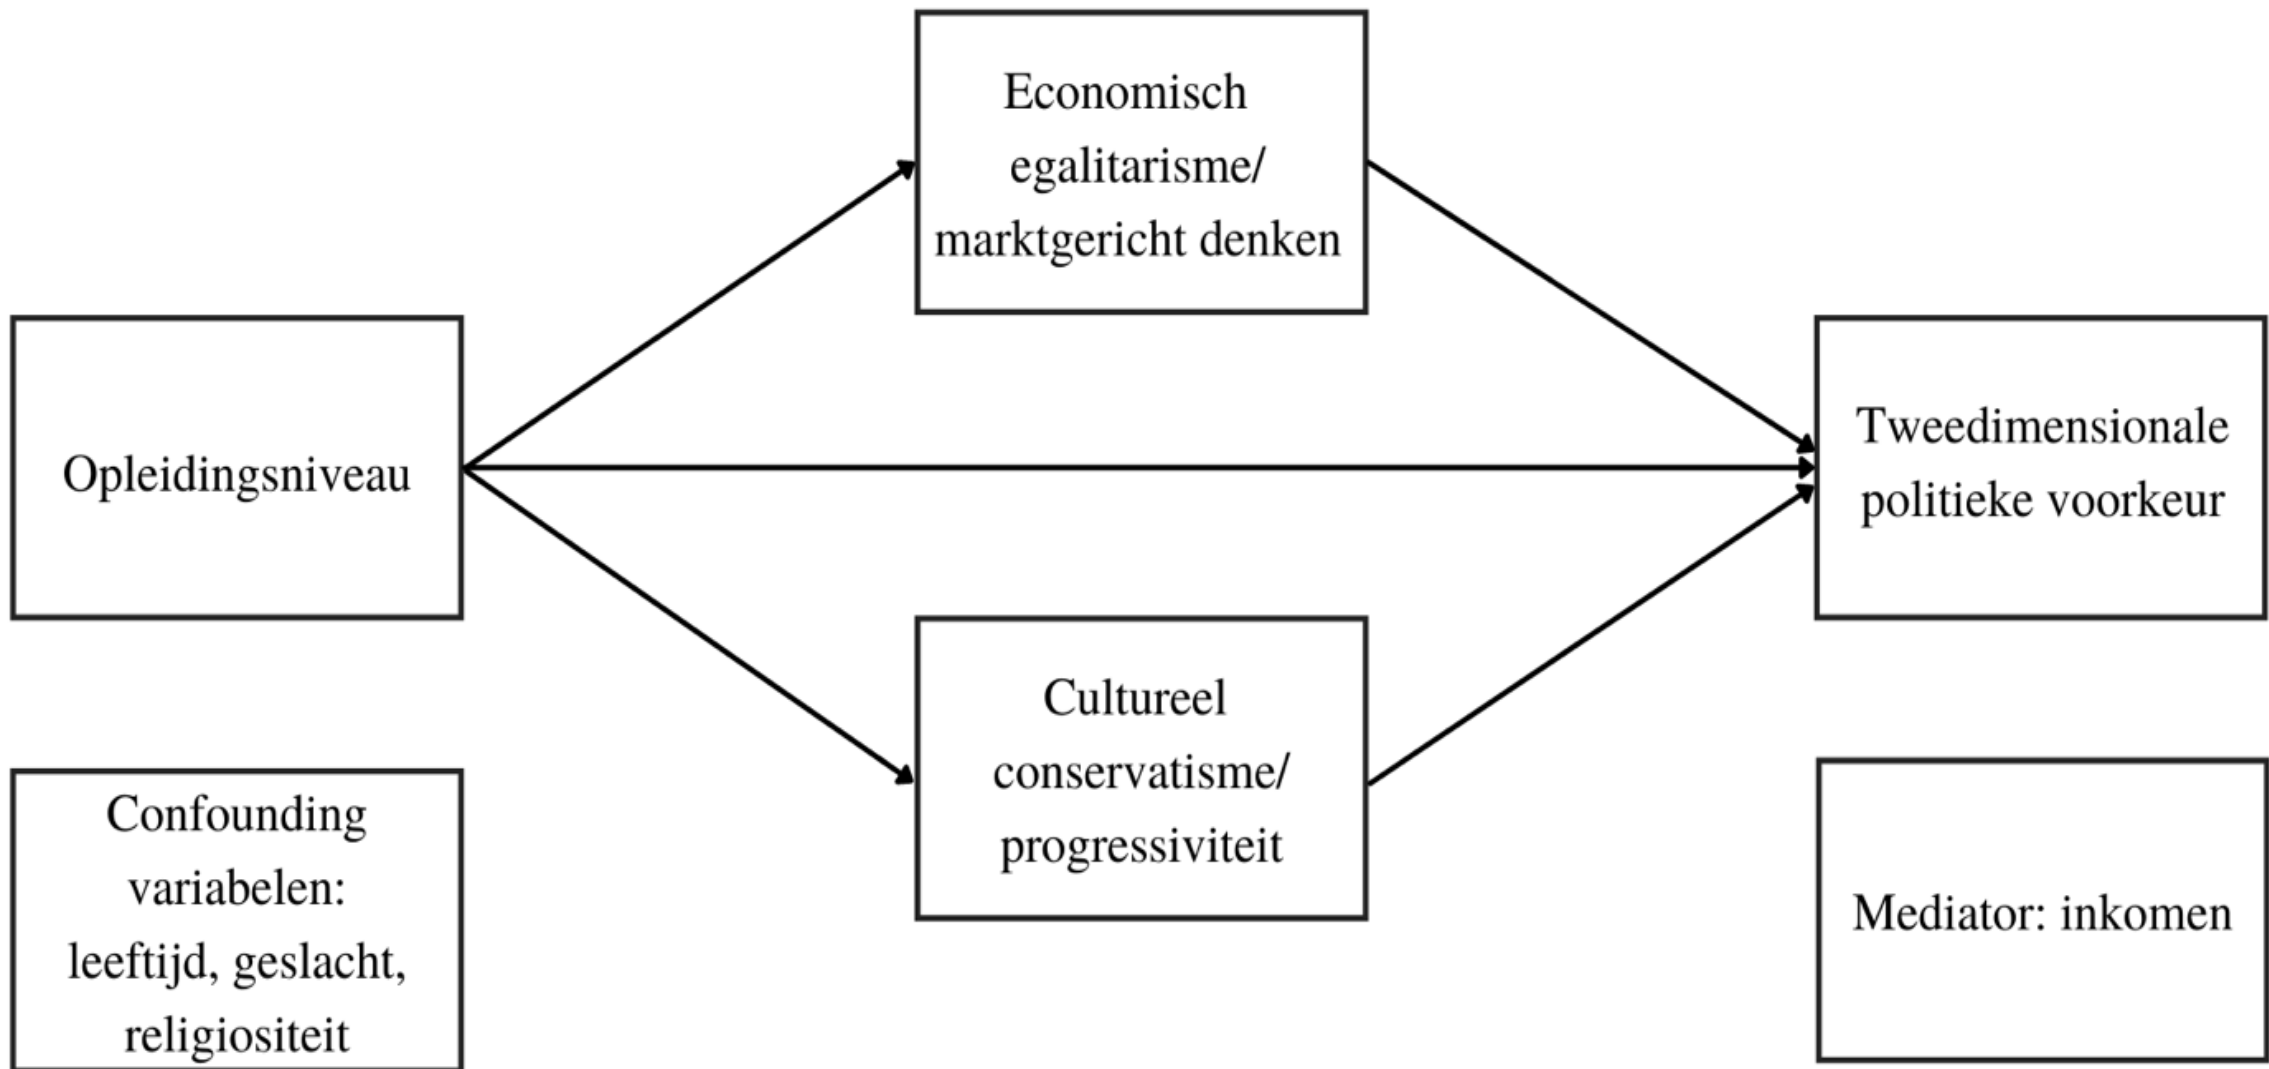 Economisch
egalitarisme/
marktgericht denken
Opleidingsniveau
Tweedimensionale
politieke voorkeur
Cultureel
conservatisme/
progressiviteit
Confounding
variabelen:
leeftijd, geslacht,
religiositeit
Mediator: inkomen